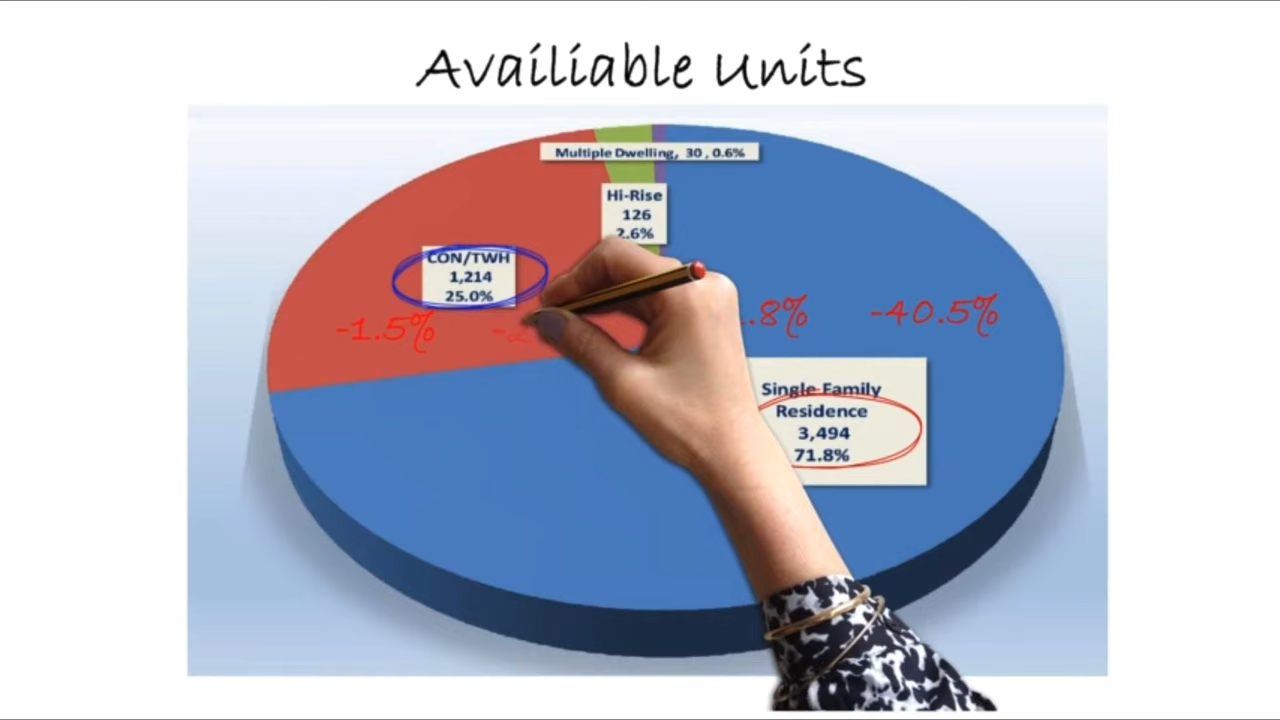 Availiable Units
Multiple Dwelling, 30 , 0.6%
Hi-Rise
126
2.6%
CON/TWH
1,214
25.0%
-1.5%
.8%
-40.5%
Single Family
Residence
3,494
71.8%